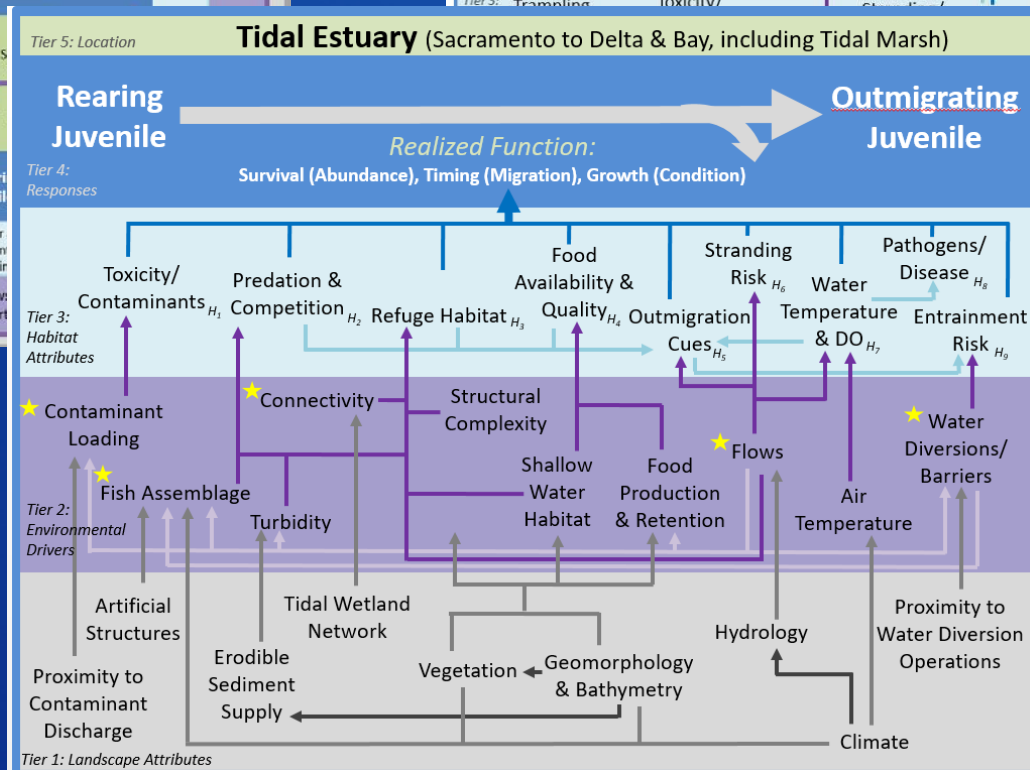 Trampling
Toxicity/
Tier 5: Location
Tidal Estuary (Sacramento to Delta & Bay, including Tidal Marsh)
Rearing
Juvenile
Outmigrating
Juvenile
Realized Function:
Survival (Abundance), Timing (Migration), Growth (Condition)
Tier 4:
Responses
Toxicity/
Contaminants H1
Predation &
Competition H2
Refuge Habitat H3
Food
Availability &
Quality H4
Outmigration
Cues H5
Stranding
Risk H6
Water
Temperature
& DO H7
Pathogens/
Disease H8
Entrainment
Risk H9
Tier 3:
Habitat
Attributes
Contaminant
Loading
Fish Assemblage
Connectivity
Structural
Complexity
Turbidity
Shallow
Water
Habitat
Food
Production
& Retention
Flows
Air
Temperature
Water
Diversions/
Barriers
Tier 2:
Environmental
Drivers
Artificial
Structures
Proximity to
Contaminant
Discharge
Erodible
Sediment
Supply
Tidal Wetland
Network
Vegetation
Geomorphology
& Bathymetry
Hydrology
Proximity to
Water Diversion
Operations
Climate
Tier 1: Landscape Attributes